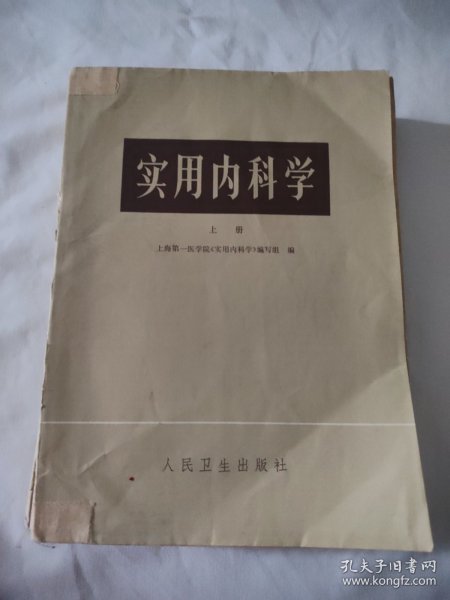 实用内科学
上 册
上海第一医学院《实用内科学》编写组 编
人民卫生出版社
孔夫子旧书网
www.kongfz.com